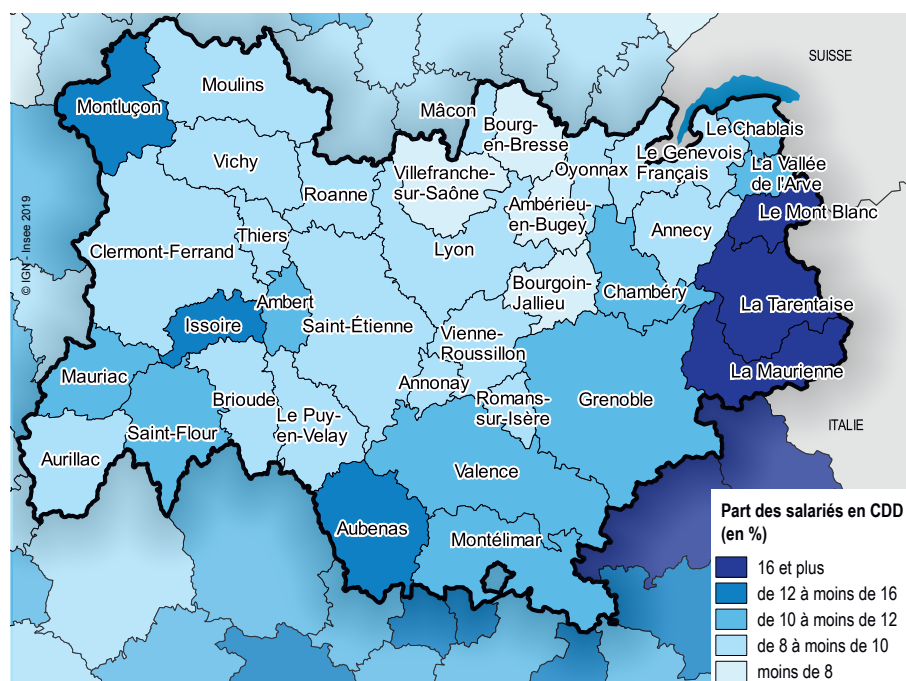 SUISSE
Moulins
Montluçon
Mâcon
Bourg-
en-Bresse
Le Chablais
Le Genevois
Français
La Vallée
de l'Arve
Vichy
Roanne
Villefranche-
sur-Saône
Oyonnax
Ambérieu-
en-Bugey
Le Mont Blanc
© IGN - Insee 2019
Clermont-Ferrand
Thiers
Lyon
Annecy
Bourgoin-
Jallieu
Chambéry
La Tarentaise
Issoire
Ambert
Saint-Étienne
Vienne-
Roussillon
La Maurienne
Mauriac
Brioude
Annonay
Romans-
sur-Isère
Grenoble
Le Puy-
en-Velay
Saint-Flour
ITALIE
Aurillac
Valence
Aubenas
Montélimar
Part des salariés en CDD
(en %)
16 et plus
de 12 à moins de 16
de 10 à moins de 12
de 8 à moins de 10
moins de 8